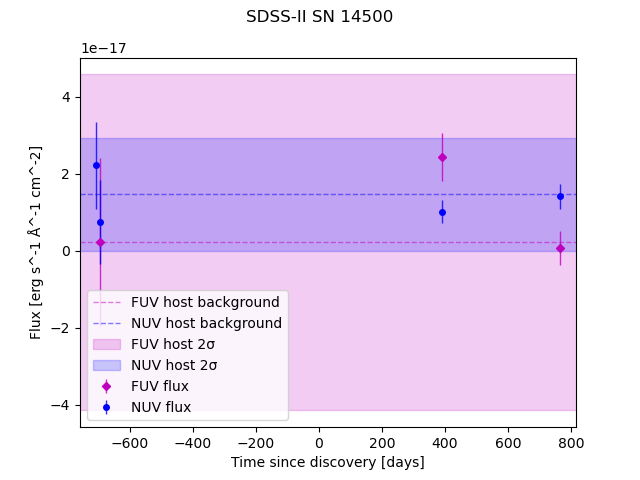 SDSS-II SN 14500
1e−17
4
2
0
−2
−4
Flux [erg s^-1 Å^-1 cm^-2]
FUV host background
NUV host background
FUV host 2σ
NUV host 2σ
FUV flux
NUV flux
−600 −400 −200 0 200 400 600 800
Time since discovery [days]